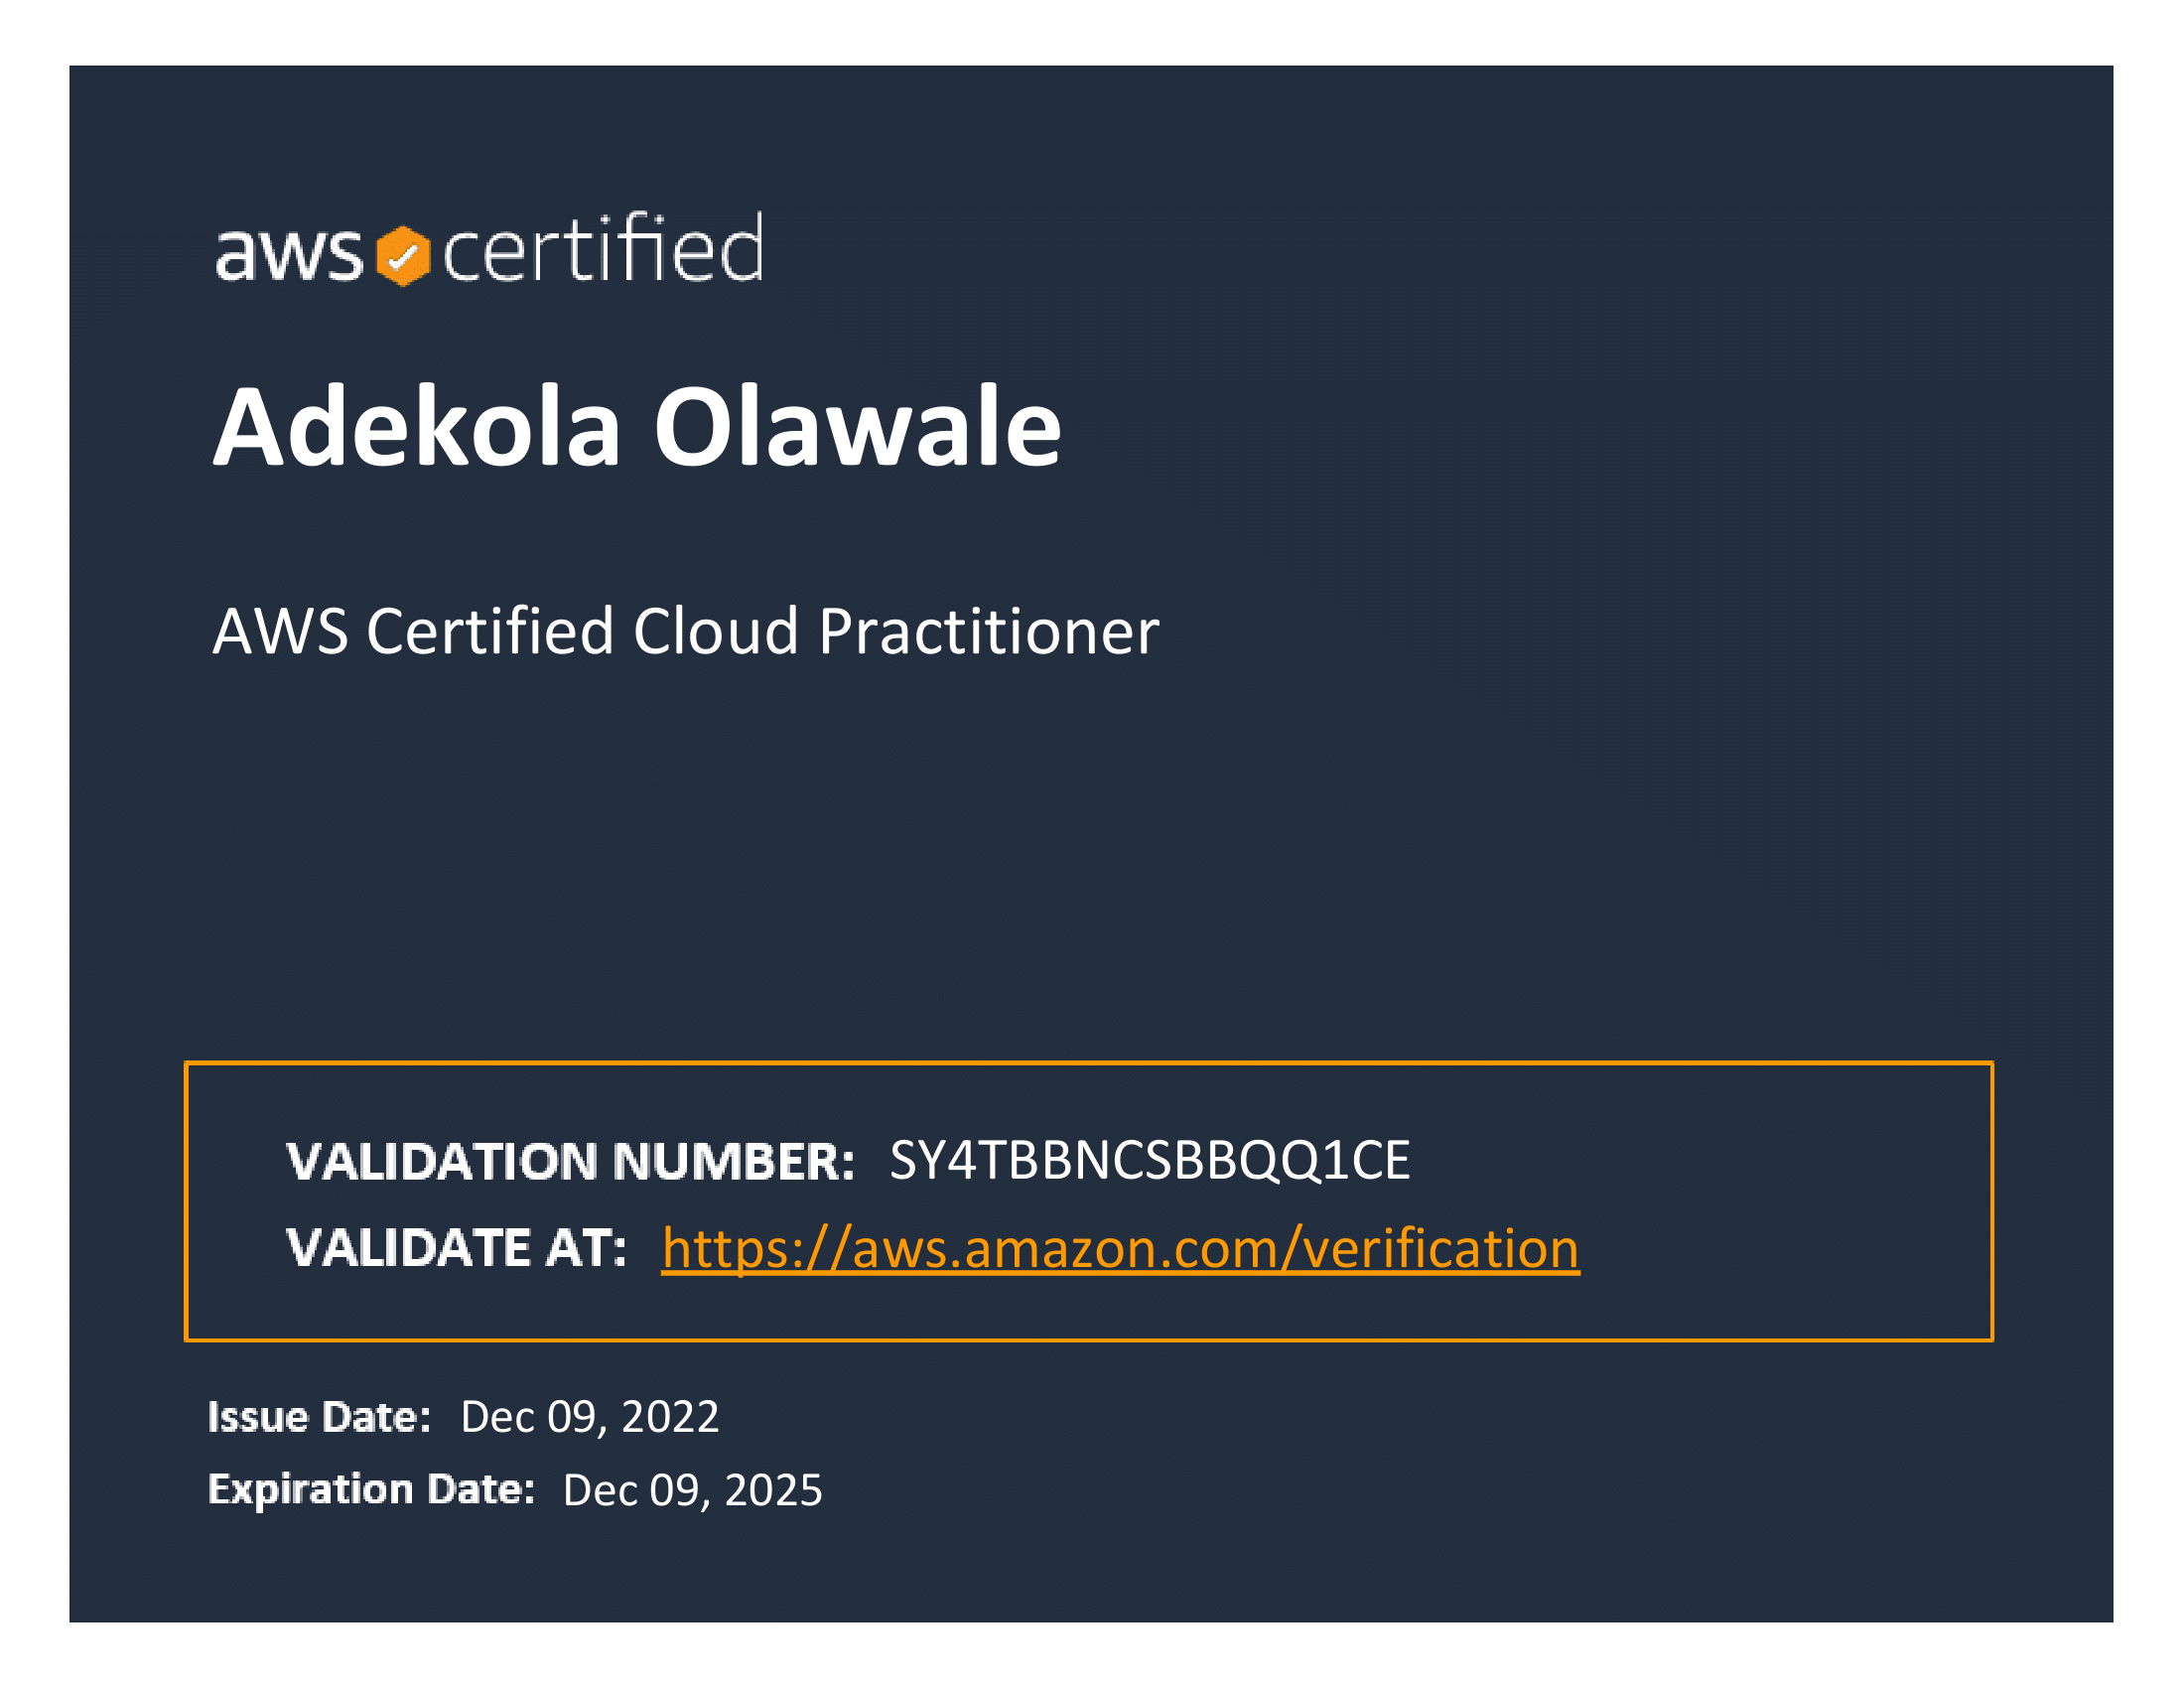 aws certified
Adekola Olawale
AWS Certified Cloud Practitioner
VALIDATION NUMBER: SY4TBBNCSBBQQ1CE
VALIDATE AT: https://aws.amazon.com/verification
Issue Date: Dec 09, 2022
Expiration Date: Dec 09, 2025